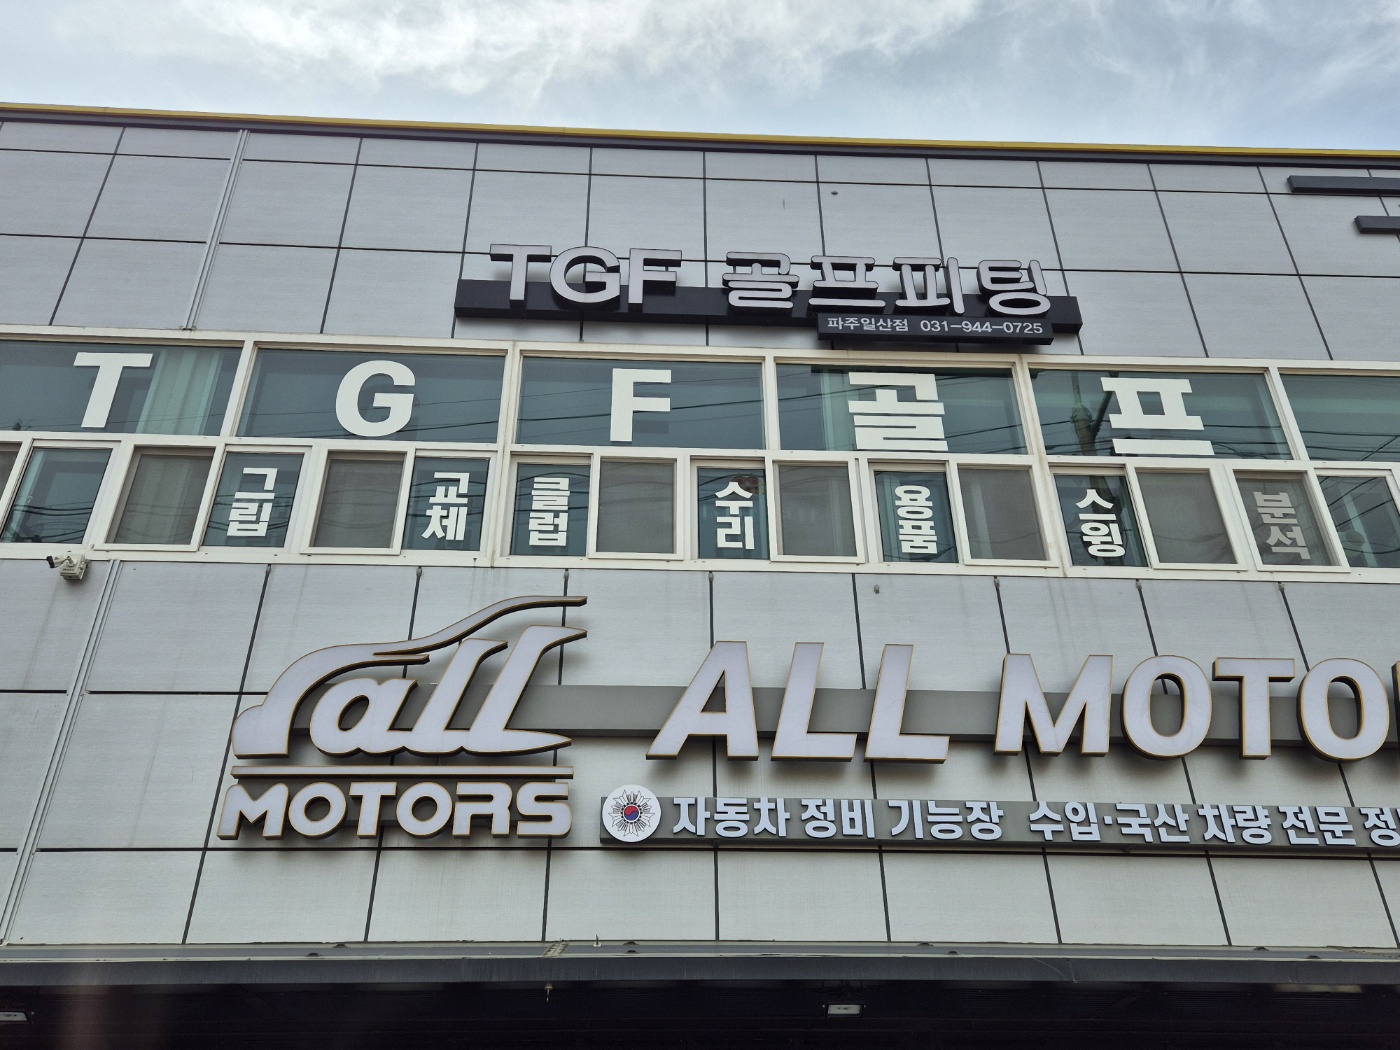 TGF 골프피팅
파주일산점 031-944-0725
T G F 골프
그립 교체 클럽 수리 용품 스윙 분석
all ALL MOTO
MOTORS
자동차 정비 기능장 수입·국산 차량 전문 정